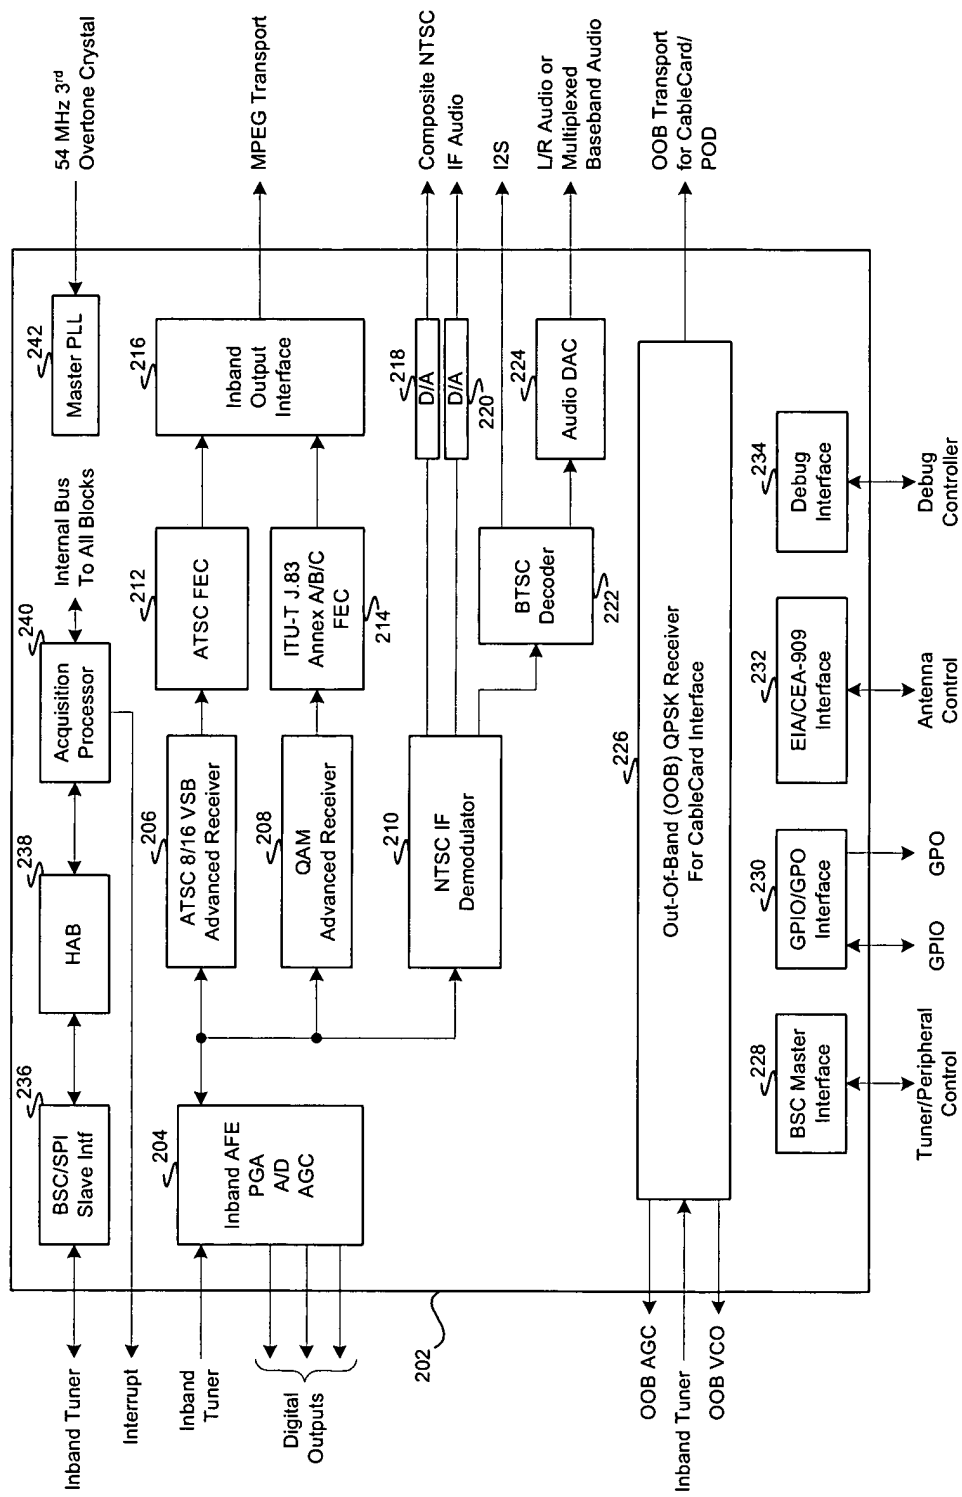 Inband Tuner
236
BSC/SPI
Slave Intf
238
HAB
240
Acquisition
Processor
Internal Bus
To All Blocks
242
Master PLL
54 MHz 3rd
Overtone Crystal
Interrupt
Inband
Tuner
Digital
Outputs
204
Inband AFE
PGA
A/D
AGC
206
ATSC 8/16 VSB
Advanced Receiver
212
ATSC FEC
216
Inband
Output
Interface
MPEG Transport
208
QAM
Advanced Receiver
ITU-T J.83
Annex A/B/C
FEC
214
210
NTSC IF
Demodulator
218
D/A
Composite NTSC
D/A
220
IF Audio
I2S
BTSC
Decoder
222
224
Audio DAC
L/R Audio or
Multiplexed
Baseband Audio
202
226
Out-Of-Band (OOB) QPSK Receiver
For CableCard Interface
OOB AGC
Inband Tuner
OOB VCO
OOB Transport
for CableCard/
POD
228
BSC Master
Interface
230
GPIO/GPO
Interface
232
EIA/CEA-909
Interface
234
Debug
Interface
Tuner/Peripheral
Control
GPIO
GPO
Antenna
Control
Debug
Controller